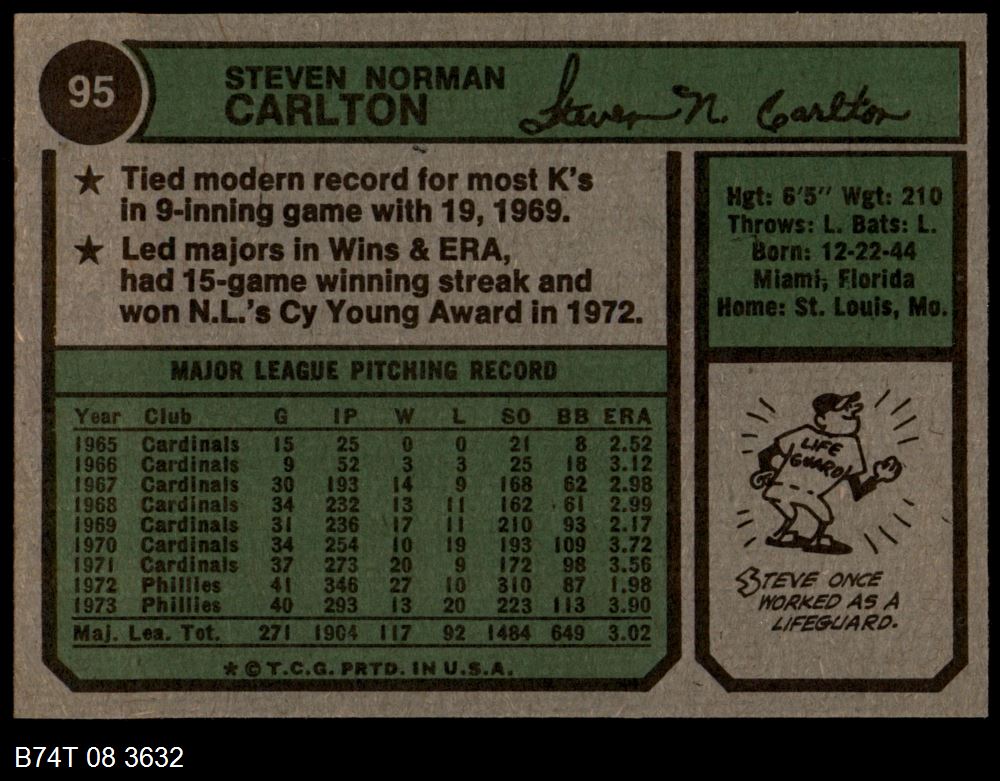 95
STEVEN NORMAN
CARLTON
Steven N. Carlton
★ Tied modern record for most K's
in 9-inning game with 19, 1969.
★ Led majors in Wins & ERA,
had 15-game winning streak and
won N.L.'s Cy Young Award in 1972.
Hgt: 6'5" Wgt: 210
Throws: L. Bats: L.
Born: 12-22-44
Miami, Florida
Home: St. Louis, Mo.
MAJOR LEAGUE PITCHING RECORD
Year Club G IP W L SO BB ERA
1965 Cardinals 15 25 0 0 21 8 2.52
1966 Cardinals 9 52 3 3 25 18 3.12
1967 Cardinals 30 193 14 9 168 62 2.98
1968 Cardinals 34 232 13 11 162 61 2.99
1969 Cardinals 31 236 17 11 210 93 2.17
1970 Cardinals 34 254 10 19 193 109 3.72
1971 Cardinals 37 273 20 9 172 98 3.56
1972 Phillies 41 346 27 10 310 87 1.98
1973 Phillies 40 293 13 20 223 113 3.90
Maj. Lea. Tot. 271 1904 117 92 1484 649 3.02
★ © T.C.G. PRTD. IN U.S.A.
LIFE
GUARD
STEVE ONCE
WORKED AS A
LIFEGUARD.
B74T 08 3632